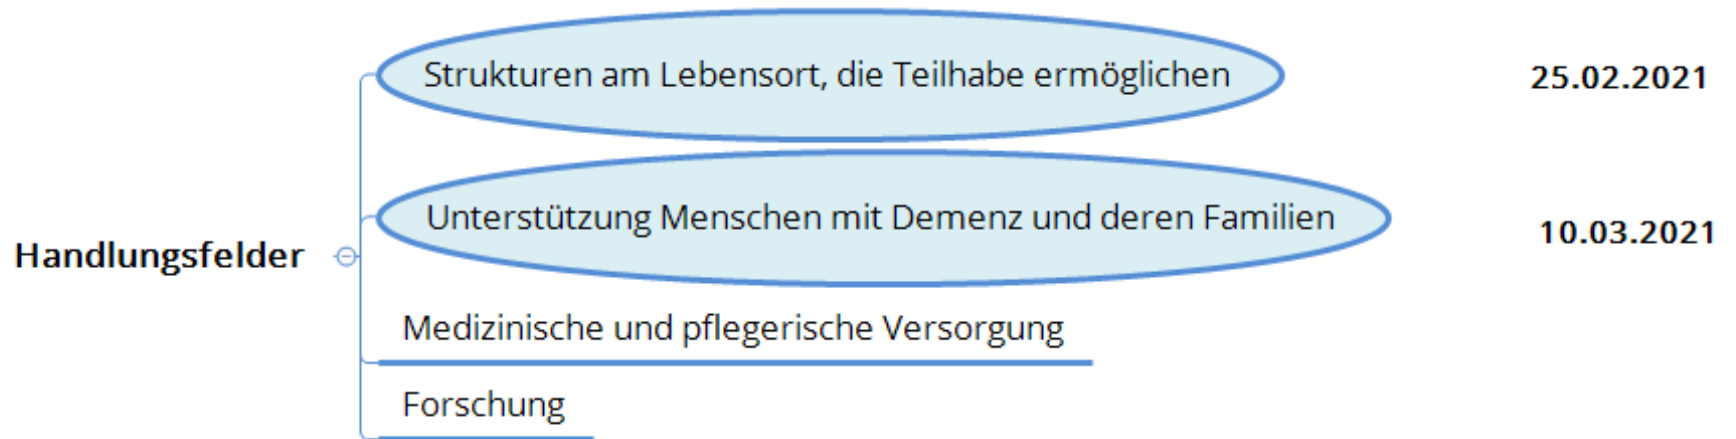 Strukturen am Lebensort, die Teilhabe ermöglichen
25.02.2021
Unterstützung Menschen mit Demenz und deren Familien
10.03.2021
Handlungsfelder
Medizinische und pflegerische Versorgung
Forschung